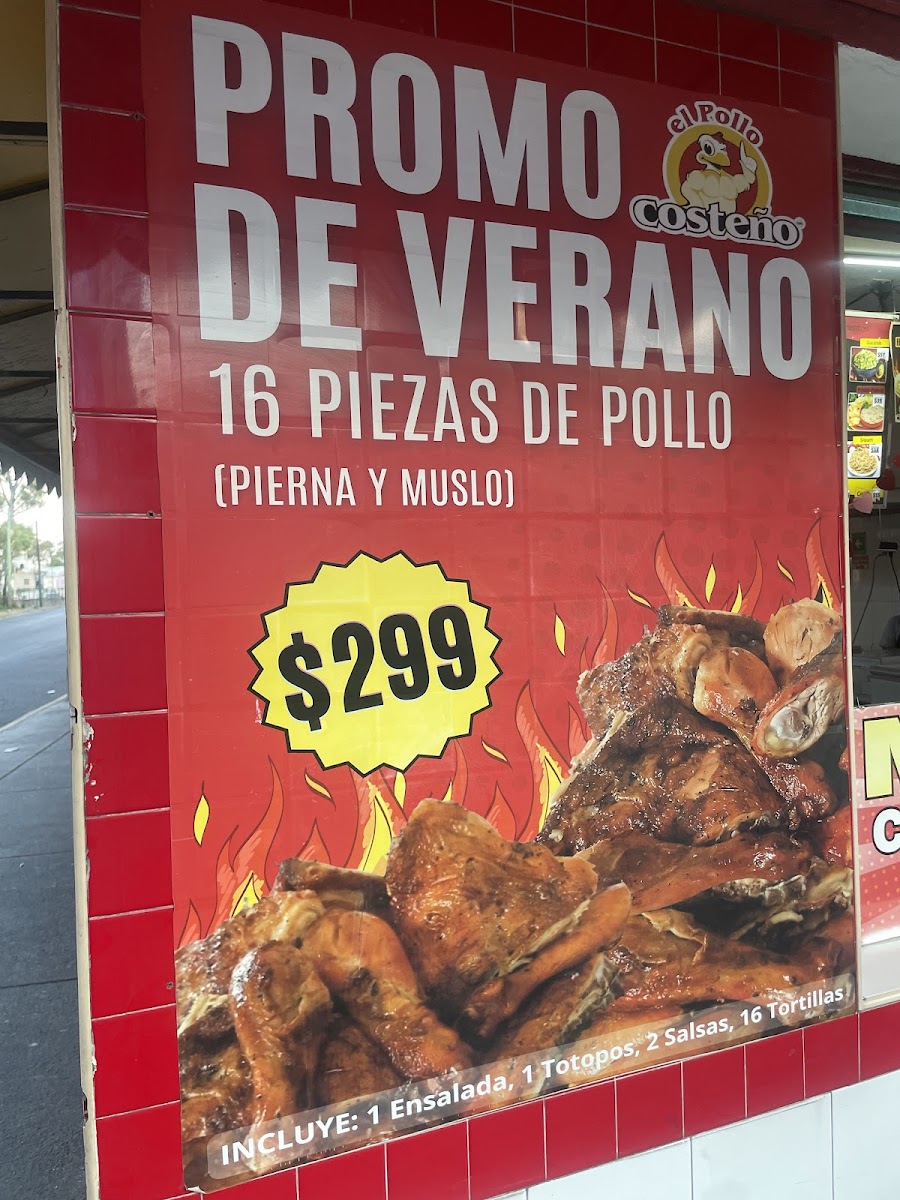 PROMO
el Pollo
costeño
DE VERANO
16 PIEZAS DE POLLO
(PIERNA Y MUSLO)
$299
INCLUYE: 1 Ensalada, 1 Totopos, 2 Salsas, 16 Tortillas